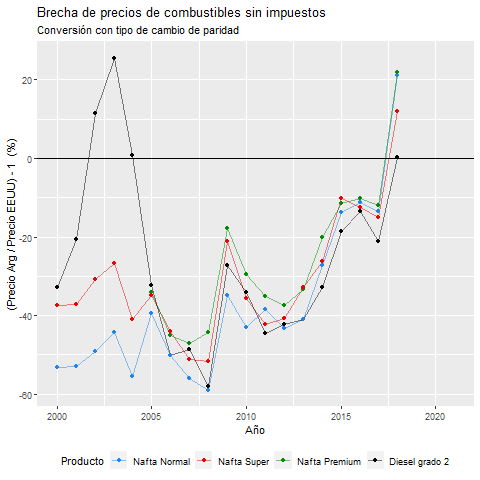 Brecha de precios de combustibles sin impuestos
Conversión con tipo de cambio de paridad
(Precio Arg / Precio EEUU) - 1 (%)
20
0
-20
-40
-60
2000 2005 2010 2015 2020
Año
Producto Nafta Normal Nafta Super Nafta Premium Diesel grado 2